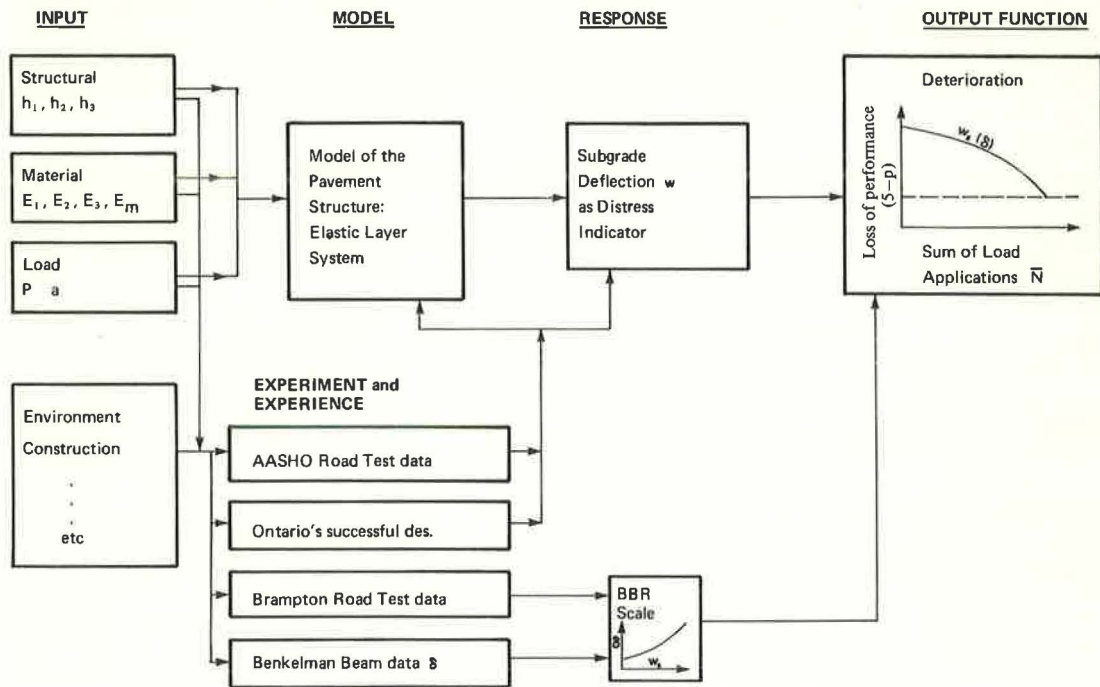 INPUT
MODEL
RESPONSE
OUTPUT FUNCTION
Structural
h₁, h₂, h₃
Material
E₁, E₂, E₃, Eₘ
Load
P a
Environment
Construction
.
.
.
etc
Model of the
Pavement
Structure:
Elastic Layer
System
Subgrade
Deflection w
as Distress
Indicator
Deterioration
Loss of performance
(5-p)
wₛ (δ)
Sum of Load
Applications N̅
EXPERIMENT and
EXPERIENCE
AASHO Road Test data
Ontario's successful des.
Brampton Road Test data
Benkelman Beam data δ
BBR
Scale
δ
wₛ